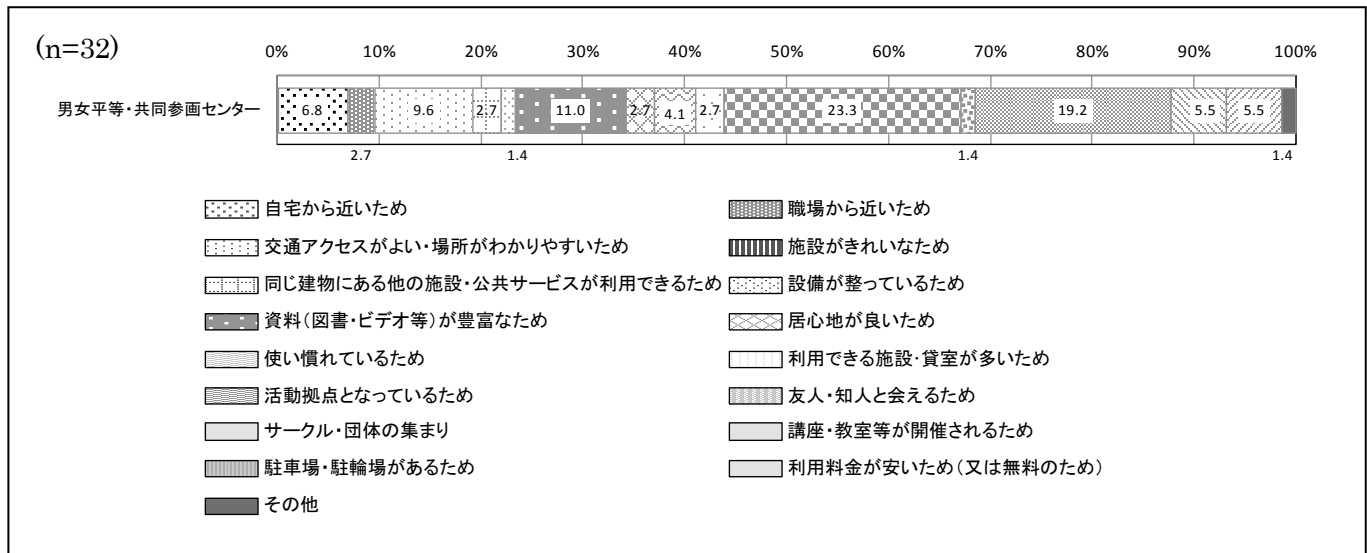 (n=32)
0% 10% 20% 30% 40% 50% 60% 70% 80% 90% 100%
男女平等・共同参画センター 6.8 9.6 2.7 11.0 2.7 4.1 2.7 23.3 19.2 5.5 5.5
2.7 1.4 1.4 1.4
自宅から近いため 職場から近いため
交通アクセスがよい・場所がわかりやすいため 施設がきれいなため
同じ建物にある他の施設・公共サービスが利用できるため 設備が整っているため
資料(図書・ビデオ等)が豊富なため 居心地が良いため
使い慣れているため 利用できる施設・貸室が多いため
活動拠点となっているため 友人・知人と会えるため
サークル・団体の集まり 講座・教室等が開催されるため
駐車場・駐輪場があるため 利用料金が安いため(又は無料のため)
その他